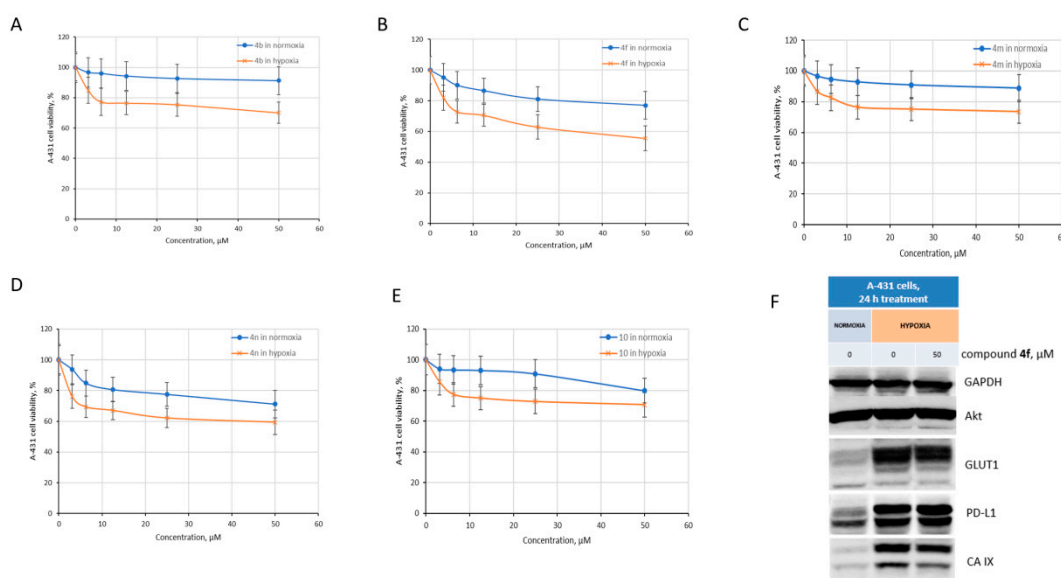 A
4b in normoxia
4b in hypoxia
A-431 cell viability, %
120
100
80
60
40
20
0
0 10 20 30 40 50 60
Concentration, µM
B
4f in normoxia
4f in hypoxia
A-431 cell viability, %
120
100
80
60
40
20
0
0 10 20 30 40 50 60
Concentration, µM
C
4m in normoxia
4m in hypoxia
A-431 cell viability, %
120
100
80
60
40
20
0
0 10 20 30 40 50 60
Concentration, µM
D
4n in normoxia
4n in hypoxia
A-431 cell viability, %
120
100
80
60
40
20
0
0 10 20 30 40 50 60
Concentration, µM
E
10 in normoxia
10 in hypoxia
A-431 cell viability, %
120
100
80
60
40
20
0
0 10 20 30 40 50 60
Concentration, µM
F
A-431 cells,
24 h treatment
NORMOXIA HYPOXIA
0 0 50 compound 4f, µM
GAPDH
Akt
GLUT1
PD-L1
CA IX